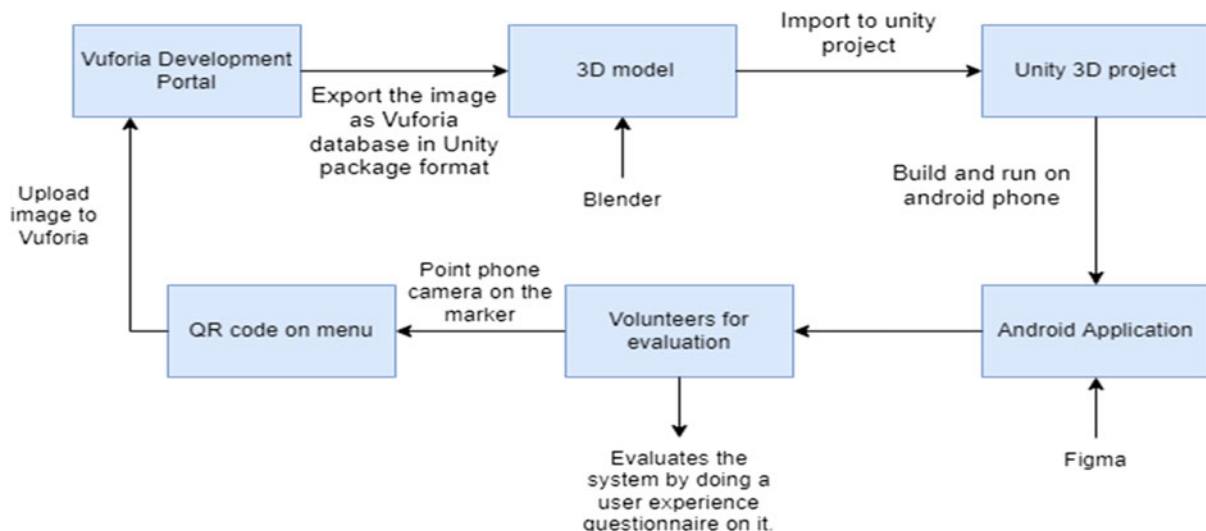 Vuforia Development
Portal
Export the image
as Vuforia
database in Unity
package format
3D model
Blender
Import to unity
project
Unity 3D project
Build and run on
android phone
Upload
image to
Vuforia
QR code on menu
Point phone
camera on the
marker
Volunteers for
evaluation
Evaluates the
system by doing a
user experience
questionnaire on it.
Android Application
Figma